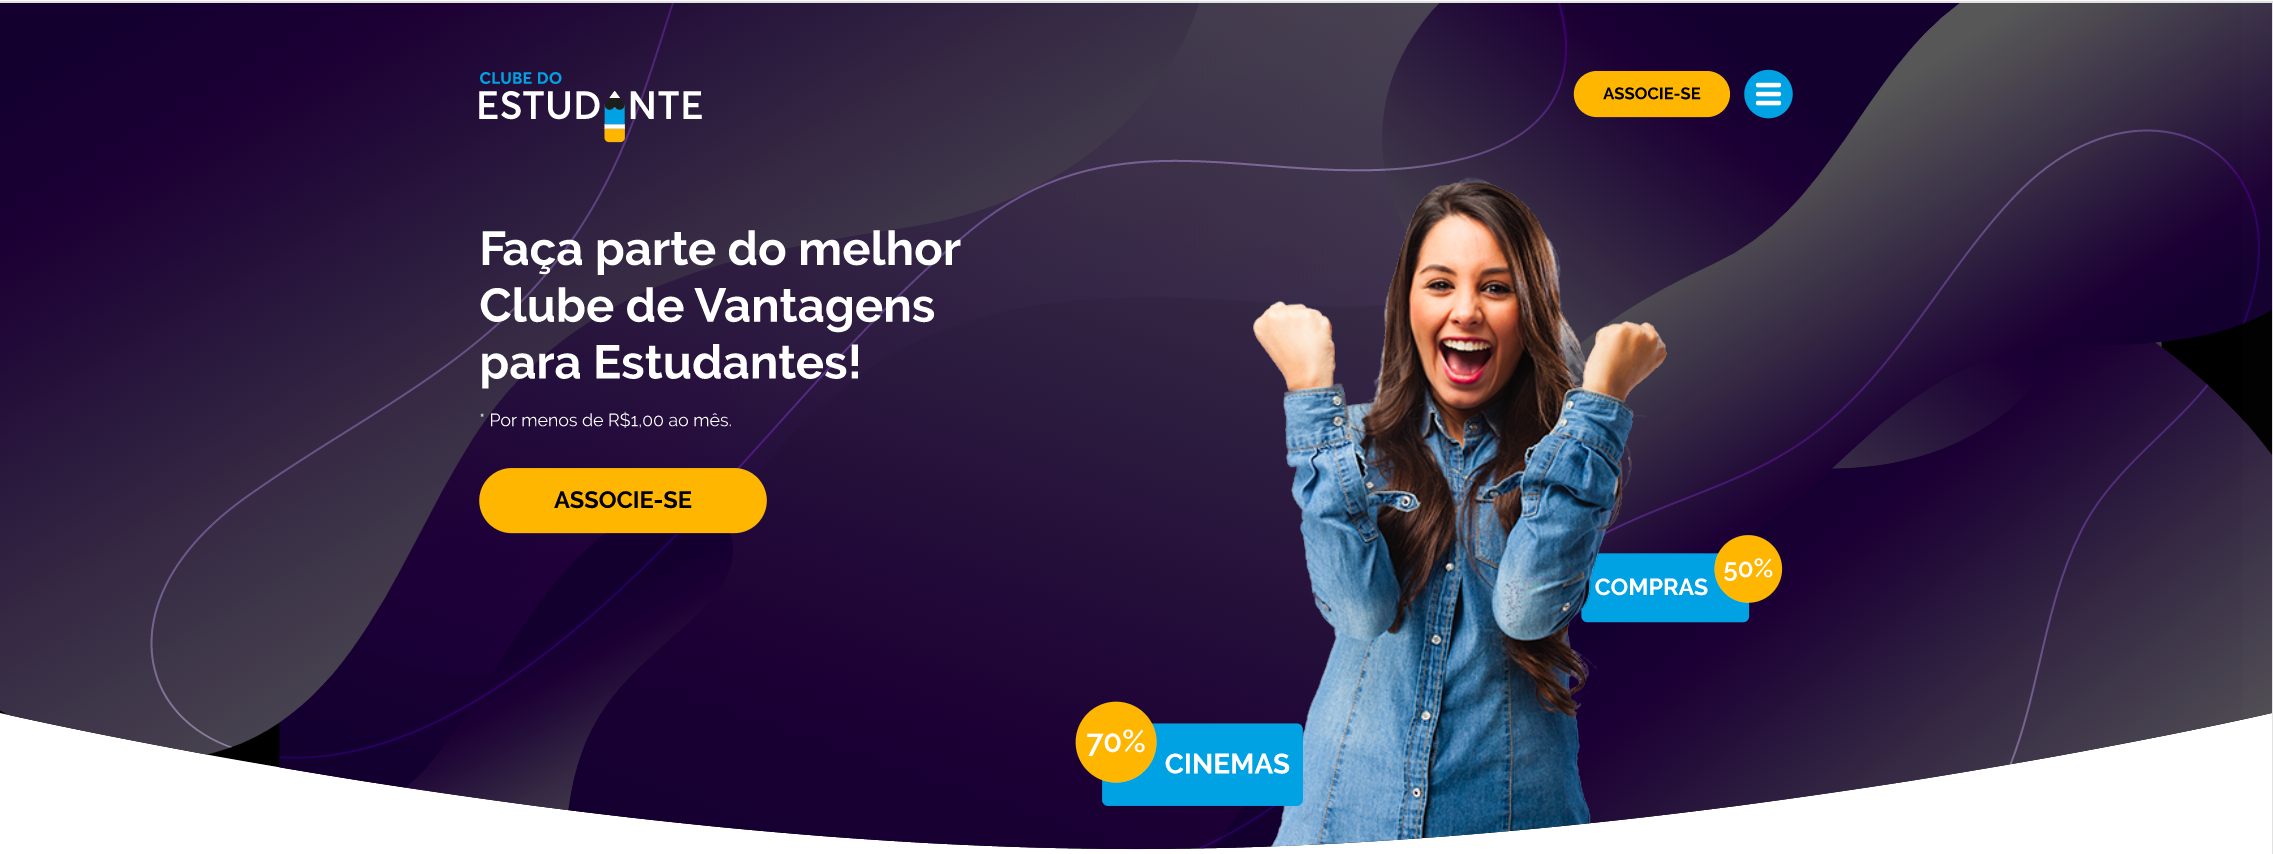 CLUBE DO
ESTUDANTE
ASSOCIE-SE
Faça parte do melhor
Clube de Vantagens
para Estudantes!
* Por menos de R$1,00 ao mês.
ASSOCIE-SE
50%
COMPRAS
70%
CINEMAS